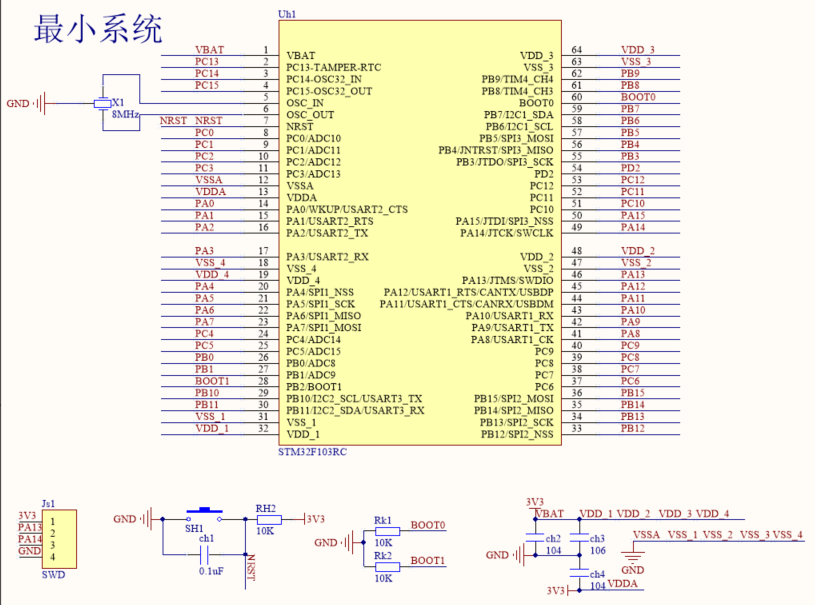 最小系统
Uh1
VBAT 1 VBAT VDD_3 64 VDD_3
PC13 2 PC13-TAMPER-RTC VSS_3 63 VSS_3
PC14 3 PC14-OSC32_IN PB9/TIM4_CH4 62 PB9
PC15 4 PC15-OSC32_OUT PB8/TIM4_CH3 61 PB8
GND X1 5 OSC_IN BOOT0 60 BOOT0
8MHz 6 OSC_OUT PB7/I2C1_SDA 59 PB7
NRST NRST 7 NRST PB6/I2C1_SCL 58 PB6
PC0 8 PC0/ADC10 PB5/SPI3_MOSI 57 PB5
PC1 9 PC1/ADC11 PB4/JNTRST/SPI3_MISO 56 PB4
PC2 10 PC2/ADC12 PB3/JTDO/SPI3_SCK 55 PB3
PC3 11 PC3/ADC13 PD2 54 PD2
VSSA 12 VSSA PC12 53 PC12
VDDA 13 VDDA PC11 52 PC11
PA0 14 PA0/WKUP/USART2_CTS PC10 51 PC10
PA1 15 PA1/USART2_RTS PA15/JTDI/SPI3_NSS 50 PA15
PA2 16 PA2/USART2_TX PA14/JTCK/SWCLK 49 PA14
PA3 17 PA3/USART2_RX VDD_2 48 VDD_2
VSS_4 18 VSS_4 VSS_2 47 VSS_2
VDD_4 19 VDD_4 PA13/JTMS/SWDIO 46 PA13
PA4 20 PA4/SPI1_NSS PA12/USART1_RTS/CANTX/USBDP 45 PA12
PA5 21 PA5/SPI1_SCK PA11/USART1_CTS/CANRX/USBDM 44 PA11
PA6 22 PA6/SPI1_MISO PA10/USART1_RX 43 PA10
PA7 23 PA7/SPI1_MOSI PA9/USART1_TX 42 PA9
PC4 24 PC4/ADC14 PA8/USART1_CK 41 PA8
PC5 25 PC5/ADC15 PC9 40 PC9
PB0 26 PB0/ADC8 PC8 39 PC8
PB1 27 PB1/ADC9 PC7 38 PC7
BOOT1 28 PB2/BOOT1 PC6 37 PC6
PB10 29 PB10/I2C2_SCL/USART3_TX PB15/SPI2_MOSI 36 PB15
PB11 30 PB11/I2C2_SDA/USART3_RX PB14/SPI2_MISO 35 PB14
VSS_1 31 VSS_1 PB13/SPI2_SCK 34 PB13
VDD_1 32 VDD_1 PB12/SPI2_NSS 33 PB12
STM32F103RC
Js1
3V3 1
PA13 2
PA14 3
GND 4
SWD
GND SH1 RH2 3V3
10K
ch1
0.1uF
NRST
GND
Rk1 BOOT0
10K
Rk2 BOOT1
10K
3V3
VBAT VDD_1 VDD_2 VDD_3 VDD_4
ch2 ch3
104 106
GND
VSSA VSS_1 VSS_2 VSS_3 VSS_4
GND
ch4
104 VDDA
3V3